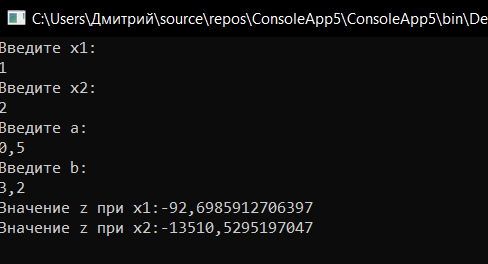 C:\Users\Дмитрий\source\repos\ConsoleApp5\ConsoleApp5\bin\De
Введите x1:
1
Введите x2:
2
Введите a:
0,5
Введите b:
3,2
Значение z при x1:-92,6985912706397
Значение z при x2:-13510,5295197047